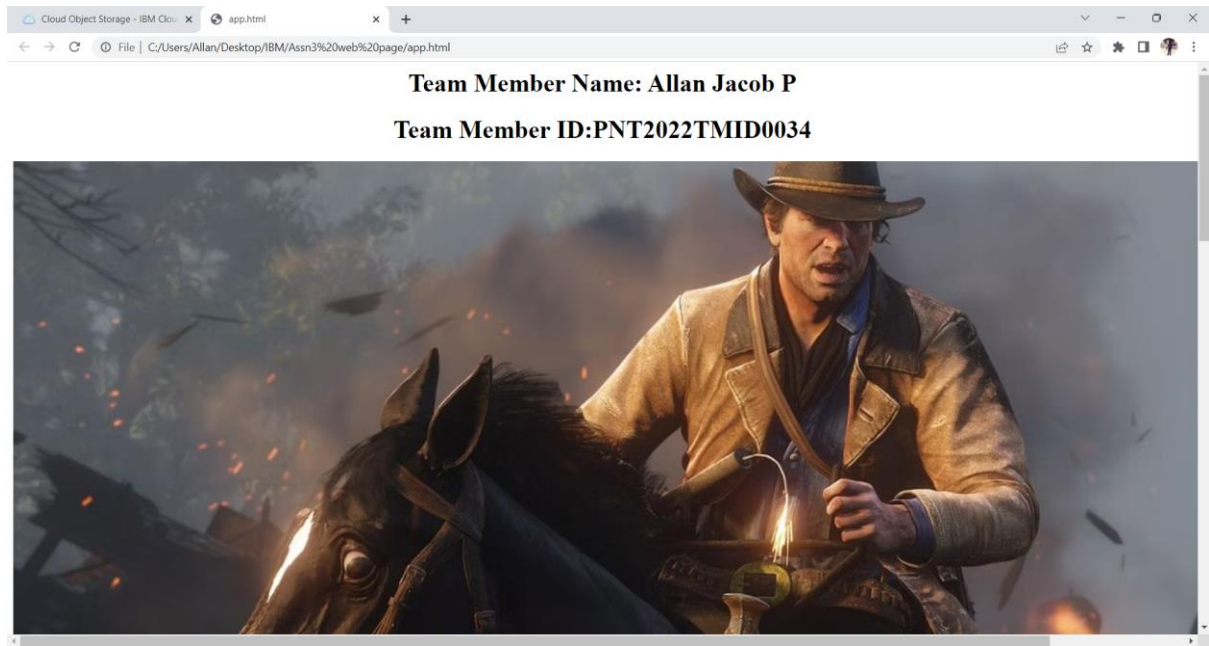 Cloud Object Storage - IBM Clou
app.html
File | C:/Users/Allan/Desktop/IBM/Assn3%20web%20page/app.html
Team Member Name: Allan Jacob P
Team Member ID:PNT2022TMID0034